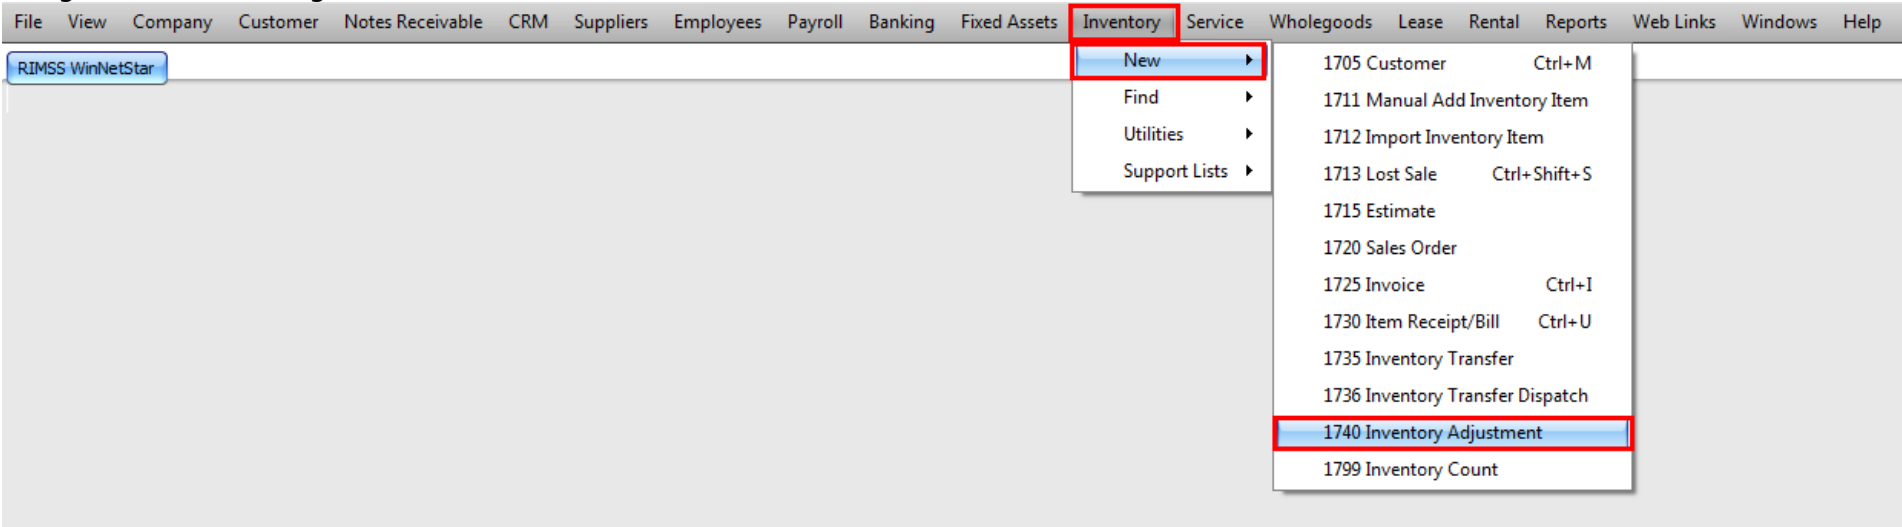 File View Company Customer Notes Receivable CRM Suppliers Employees Payroll Banking Fixed Assets Inventory Service Wholegoods Lease Rental Reports Web Links Windows Help
RIMSS WinNetStar
New
Find
Utilities
Support Lists
1705 Customer Ctrl+M
1711 Manual Add Inventory Item
1712 Import Inventory Item
1713 Lost Sale Ctrl+Shift+S
1715 Estimate
1720 Sales Order
1725 Invoice Ctrl+I
1730 Item Receipt/Bill Ctrl+U
1735 Inventory Transfer
1736 Inventory Transfer Dispatch
1740 Inventory Adjustment
1799 Inventory Count